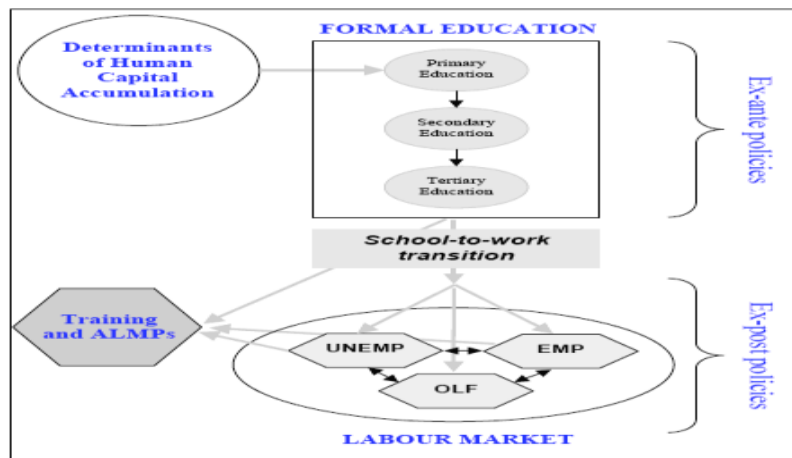 FORMAL EDUCATION
Determinants
of Human
Capital
Accumulation
Primary
Education
Secondary
Education
Tertiary
Education
Ex-ante policies
School-to-work
transition
Training
and ALMPs
UNEMP
EMP
OLF
Ex-post policies
LABOUR MARKET